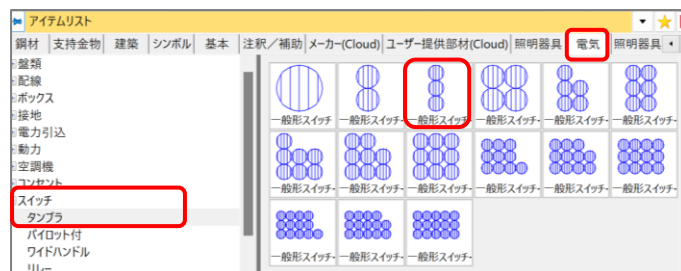 アイテムリスト
鋼材 支持金物 建築 シンボル 基本 注釈/補助 メーカー(Cloud) ユーザー提供部材(Cloud) 照明器具 電気 照明器具
盤類
配線
ボックス
接地
電力引込
動力
空調機
コンセント
スイッチ
タンブラ
パイロット付
ワイドハンドル
リレー
一般形スイッチ 一般形スイッチ- 一般形スイッチ- 一般形スイッチ- 一般形スイッチ- 一般形スイッチ-
一般形スイッチ- 一般形スイッチ- 一般形スイッチ- 一般形スイッチ- 一般形スイッチ- 一般形スイッチ-
一般形スイッチ- 一般形スイッチ- 一般形スイッチ-